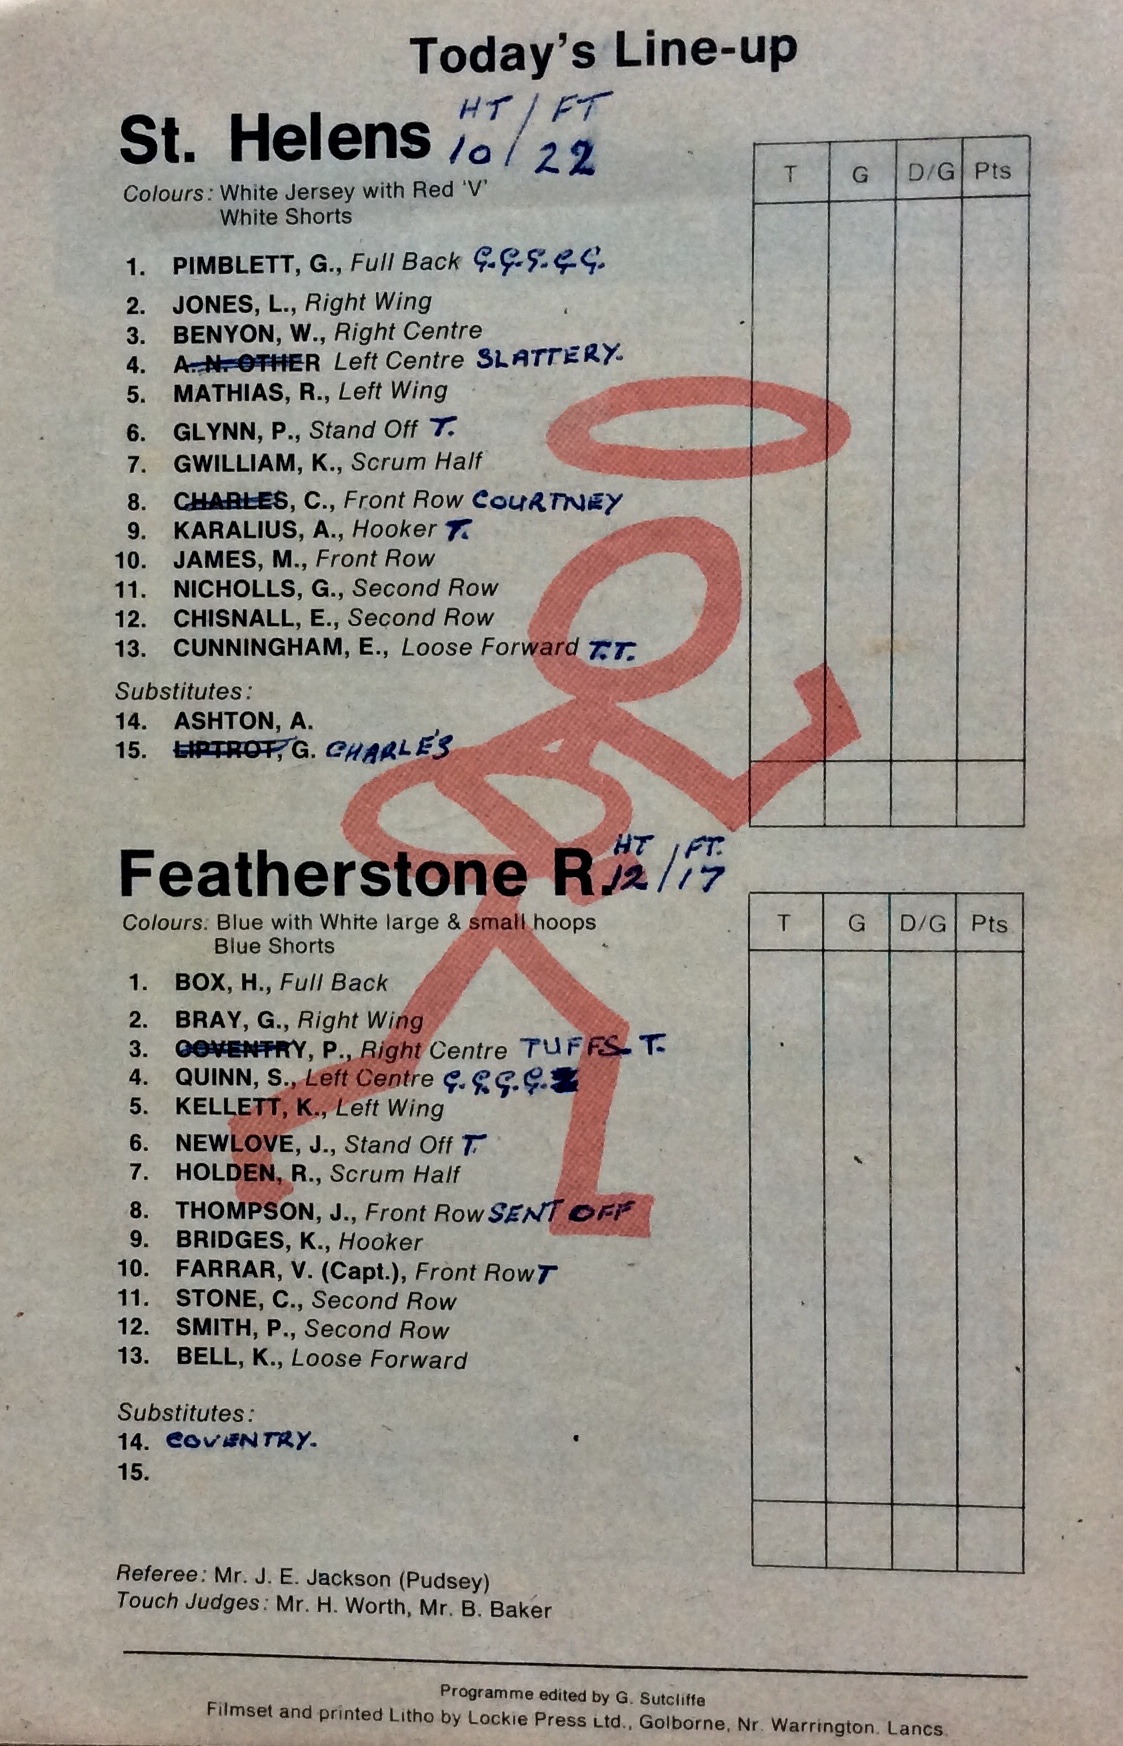 Today's Line-up
HT / FT
St. Helens 10 / 22
Colours: White Jersey with Red 'V'
White Shorts
T G D/G Pts
1. PIMBLETT, G., Full Back G.G.G.G G.
2. JONES, L., Right Wing
3. BENYON, W., Right Centre
4. A. N. OTHER Left Centre SLATTERY.
5. MATHIAS, R., Left Wing
6. GLYNN, P., Stand Off T.
7. GWILLIAM, K., Scrum Half
8. CHARLES, C., Front Row COURTNEY
9. KARALIUS, A., Hooker T.
10. JAMES, M., Front Row
11. NICHOLLS, G., Second Row
12. CHISNALL, E., Second Row
13. CUNNINGHAM, E., Loose Forward T.T.
Substitutes:
14. ASHTON, A.
15. LIPTROT, G. CHARLES
HT / FT.
Featherstone R. 12 / 17
Colours: Blue with White large & small hoops
Blue Shorts
T G D/G Pts
1. BOX, H., Full Back
2. BRAY, G., Right Wing
3. COVENTRY, P., Right Centre TUFFS T.
4. QUINN, S., Left Centre G.G.G.G.
5. KELLETT, K., Left Wing
6. NEWLOVE, J., Stand Off T.
7. HOLDEN, R., Scrum Half
8. THOMPSON, J., Front Row SENT OFF
9. BRIDGES, K., Hooker
10. FARRAR, V. (Capt.), Front Row T
11. STONE, C., Second Row
12. SMITH, P., Second Row
13. BELL, K., Loose Forward
Substitutes:
14. COVENTRY.
15.
Referee: Mr. J. E. Jackson (Pudsey)
Touch Judges: Mr. H. Worth, Mr. B. Baker
Programme edited by G. Sutcliffe
Filmset and printed Litho by Lockie Press Ltd., Golborne, Nr. Warrington. Lancs.